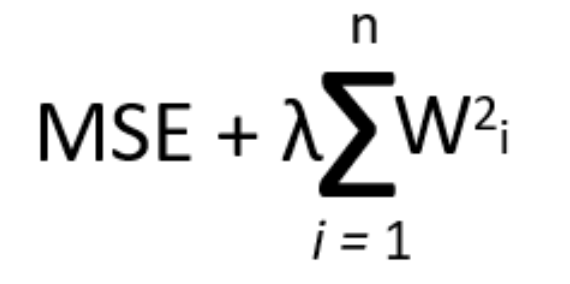 n
MSE + λ∑W²ᵢ
i = 1